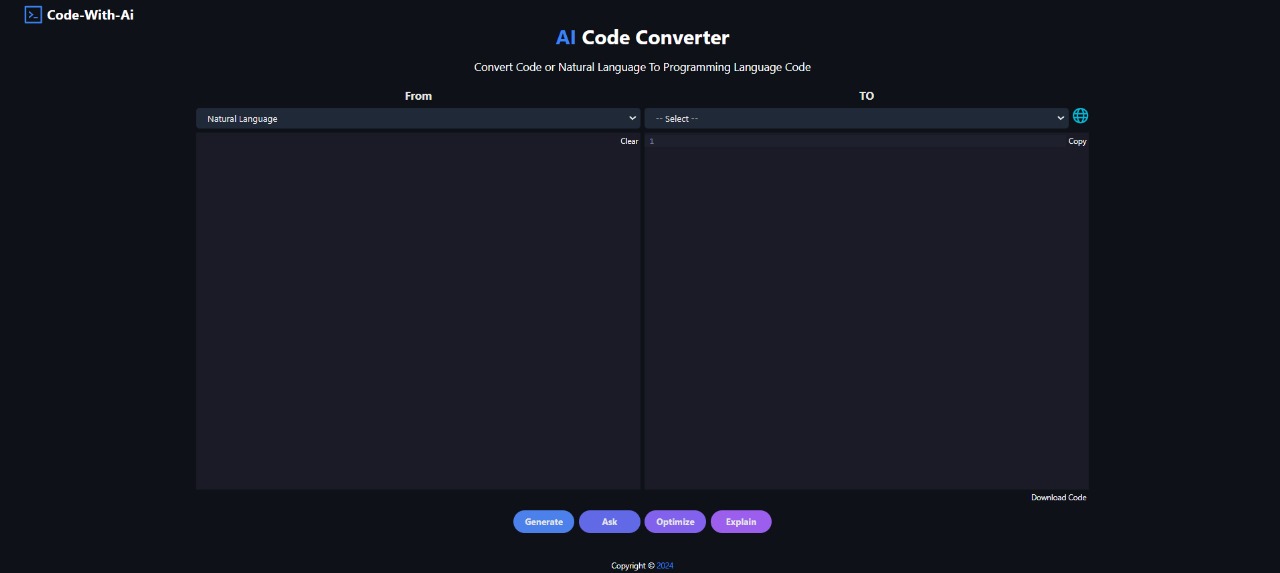 Code-With-Ai
AI Code Converter
Convert Code or Natural Language To Programming Language Code
From
TO
Natural Language
-- Select --
Clear
1
Copy
Download Code
Generate
Ask
Optimize
Explain
Copyright © 2024